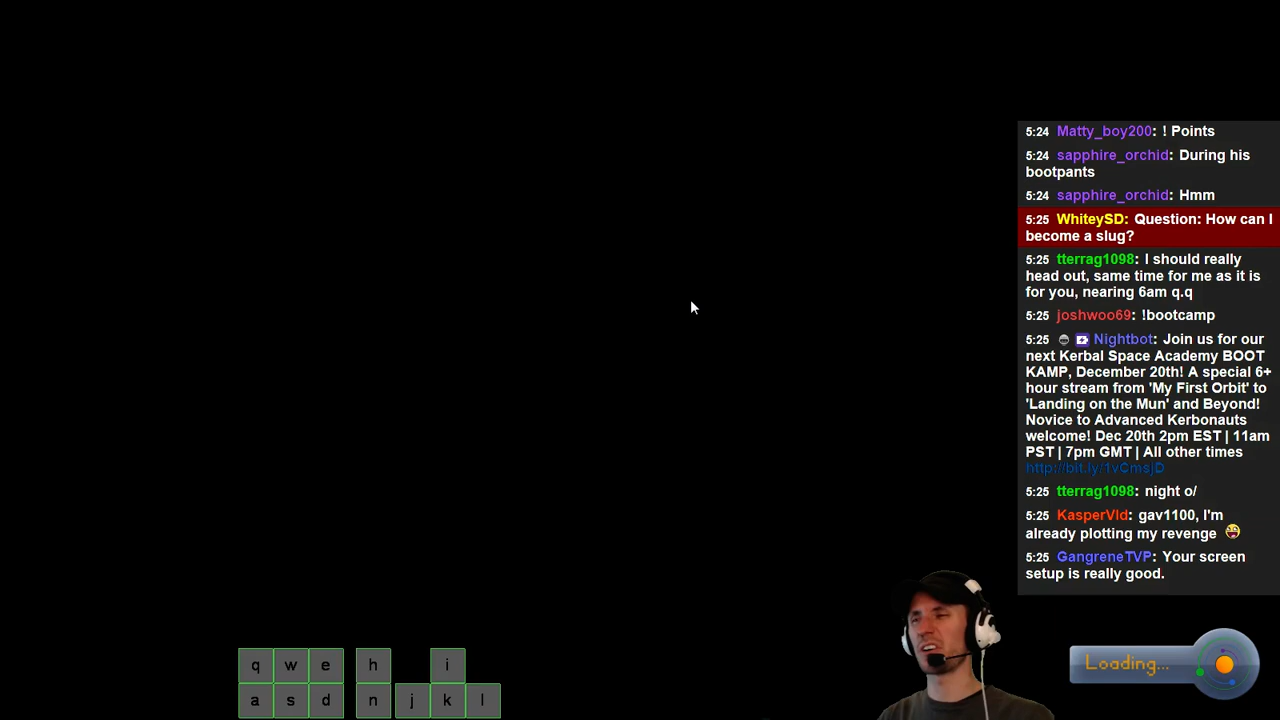 5:24 Matty_boy200: ! Points
5:24 sapphire_orchid: During his
bootpants
5:24 sapphire_orchid: Hmm
5:25 WhiteySD: Question: How can I
become a slug?
5:25 tterrag1098: I should really
head out, same time for me as it is
for you, nearing 6am q.q
5:25 joshwoo69: !bootcamp
5:25 Nightbot: Join us for our
next Kerbal Space Academy BOOT
KAMP, December 20th! A special 6+
hour stream from 'My First Orbit' to
'Landing on the Mun' and Beyond!
Novice to Advanced Kerbonauts
welcome! Dec 20th 2pm EST | 11am
PST | 7pm GMT | All other times
http://bit.ly/1vCmsjD
5:25 tterrag1098: night o/
5:25 KasperVld: gav1100, I'm
already plotting my revenge
5:25 GangreneTVP: Your screen
setup is really good.
q w e h i
a s d n j k l
Loading...